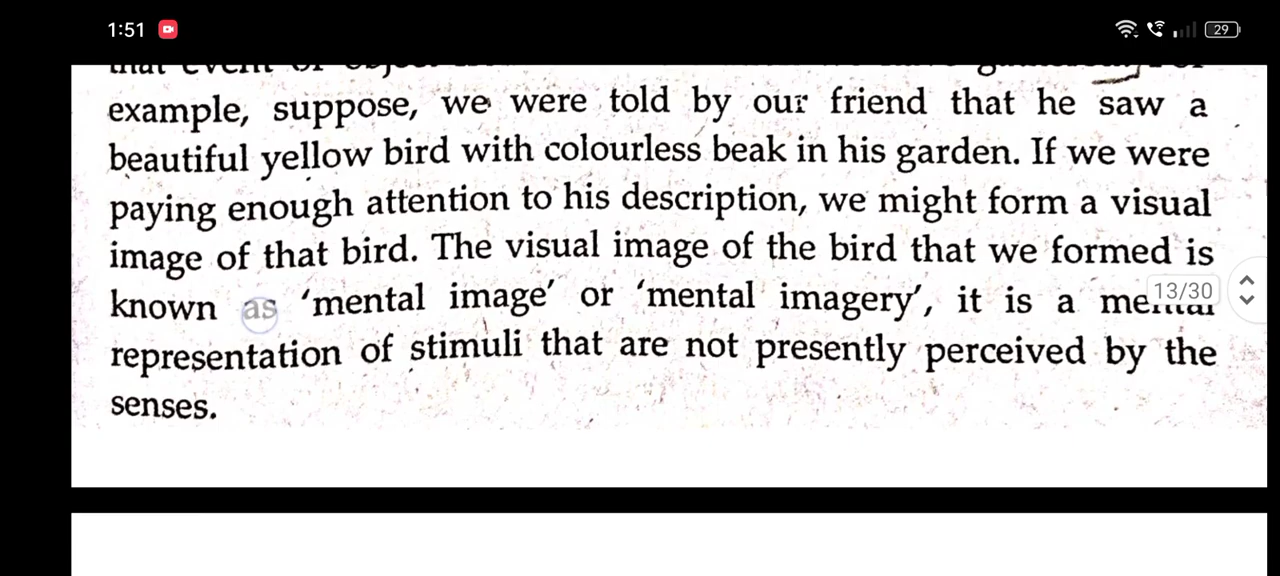 1:51
29
example, suppose, we were told by our friend that he saw a
beautiful yellow bird with colourless beak in his garden. If we were
paying enough attention to his description, we might form a visual
image of that bird. The visual image of the bird that we formed is
known as 'mental image' or 'mental imagery', it is a mental
13/30
representation of stimuli that are not presently perceived by the
senses.